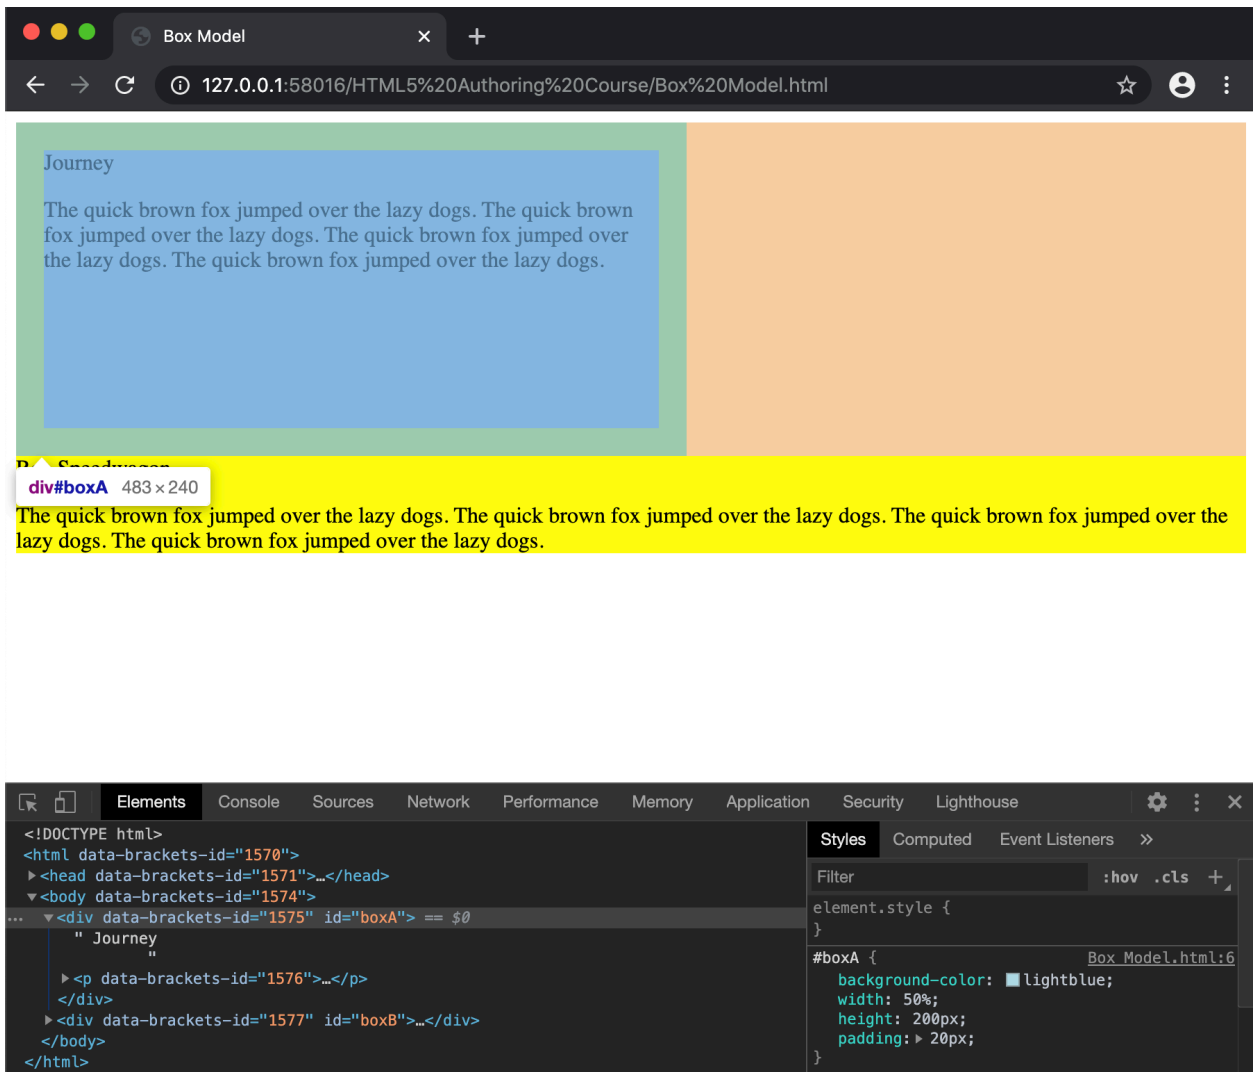 Box Model
127.0.0.1:58016/HTML5%20Authoring%20Course/Box%20Model.html
Journey
The quick brown fox jumped over the lazy dogs. The quick brown
fox jumped over the lazy dogs. The quick brown fox jumped over
the lazy dogs. The quick brown fox jumped over the lazy dogs.
Speedwagon
div#boxA 483 × 240
The quick brown fox jumped over the lazy dogs. The quick brown fox jumped over the lazy dogs. The quick brown fox jumped over the
lazy dogs. The quick brown fox jumped over the lazy dogs.
Elements Console Sources Network Performance Memory Application Security Lighthouse
<!DOCTYPE html>
<html data-brackets-id="1570">
<head data-brackets-id="1571">…</head>
<body data-brackets-id="1574">
<div data-brackets-id="1575" id="boxA"> == $0
" Journey
"
<p data-brackets-id="1576">…</p>
</div>
<div data-brackets-id="1577" id="boxB">…</div>
</body>
</html>
Styles Computed Event Listeners »
Filter :hov .cls +
element.style {
}
#boxA { Box Model.html:6
background-color: lightblue;
width: 50%;
height: 200px;
padding: 20px;
}